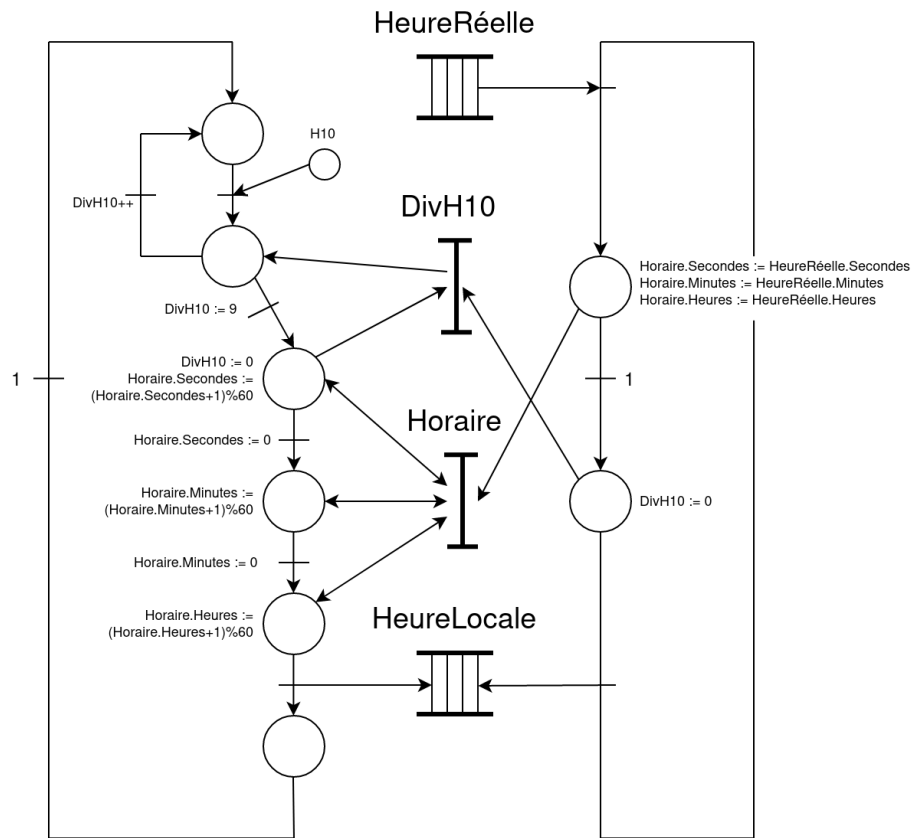 HeureRéelle
H10
DivH10++
DivH10
Horaire.Secondes := HeureRéelle.Secondes
Horaire.Minutes := HeureRéelle.Minutes
Horaire.Heures := HeureRéelle.Heures
DivH10 := 9
DivH10 := 0
Horaire.Secondes :=
(Horaire.Secondes+1)%60
1
1
Horaire
Horaire.Secondes := 0
Horaire.Minutes :=
(Horaire.Minutes+1)%60
DivH10 := 0
Horaire.Minutes := 0
Horaire.Heures :=
(Horaire.Heures+1)%60
HeureLocale